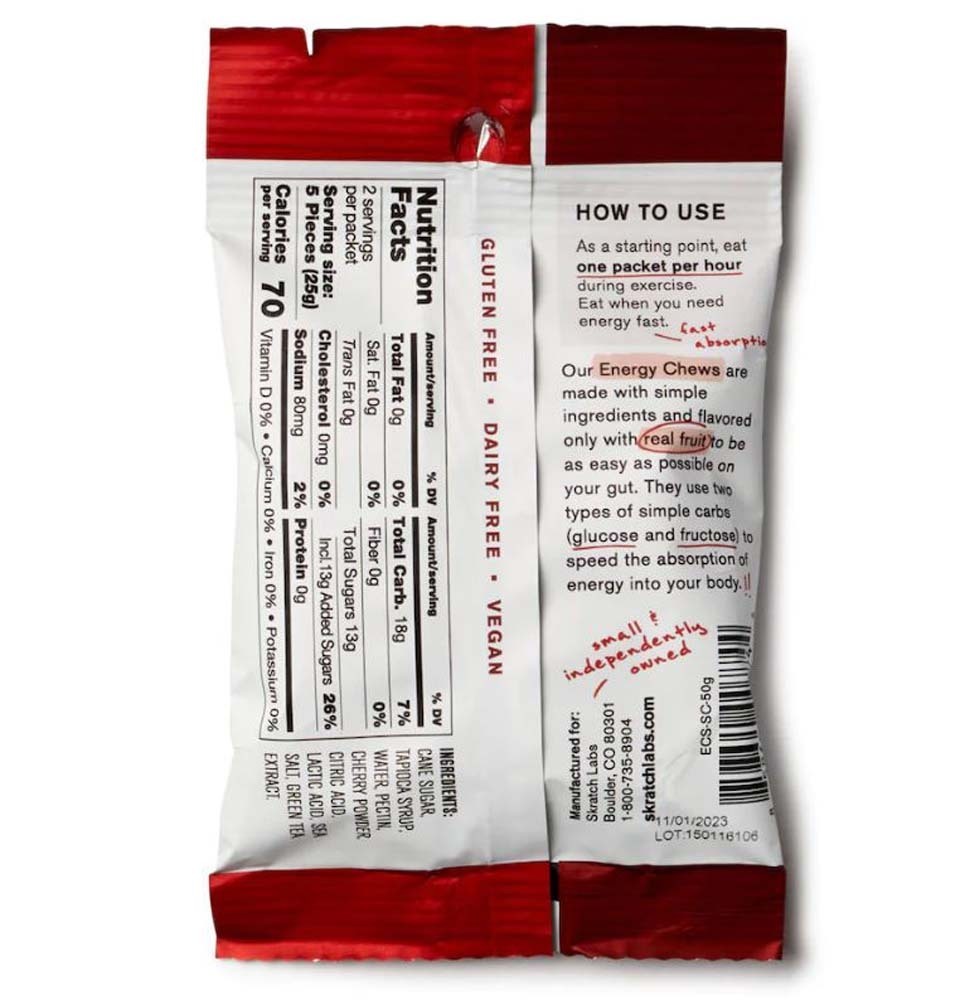 Nutrition
Facts
2 servings
per packet
Serving size:
5 Pieces (25g)
Calories
per serving 70
Amount/serving % DV
Total Fat 0g 0%
Sat. Fat 0g 0%
Trans Fat 0g
Cholesterol 0mg 0%
Sodium 80mg 2%
Amount/serving % DV
Total Carb. 18g 7%
Fiber 0g 0%
Total Sugars 13g
Incl. 13g Added Sugars 26%
Protein 0g
Vitamin D 0% • Calcium 0% • Iron 0% • Potassium 0%
INGREDIENTS:
CANE SUGAR,
TAPIOCA SYRUP,
WATER, PECTIN,
CHERRY POWDER
CITRIC ACID,
LACTIC ACID, SEA
SALT, GREEN TEA
EXTRACT.
GLUTEN FREE • DAIRY FREE • VEGAN
HOW TO USE
As a starting point, eat
one packet per hour
during exercise.
Eat when you need
energy fast.
fast
Our Energy Chews are
made with simple
ingredients and flavored
only with real fruit to be
as easy as possible on
your gut. They use two
types of simple carbs
(glucose and fructose) to
speed the absorption of
energy into your body.!!
small &
independently
owned
Manufactured for:
Skratch Labs
Boulder, CO 80301
1-800-735-8904
skratchlabs.com
ECS-SC-50g
11/01/2023
LOT:150116106